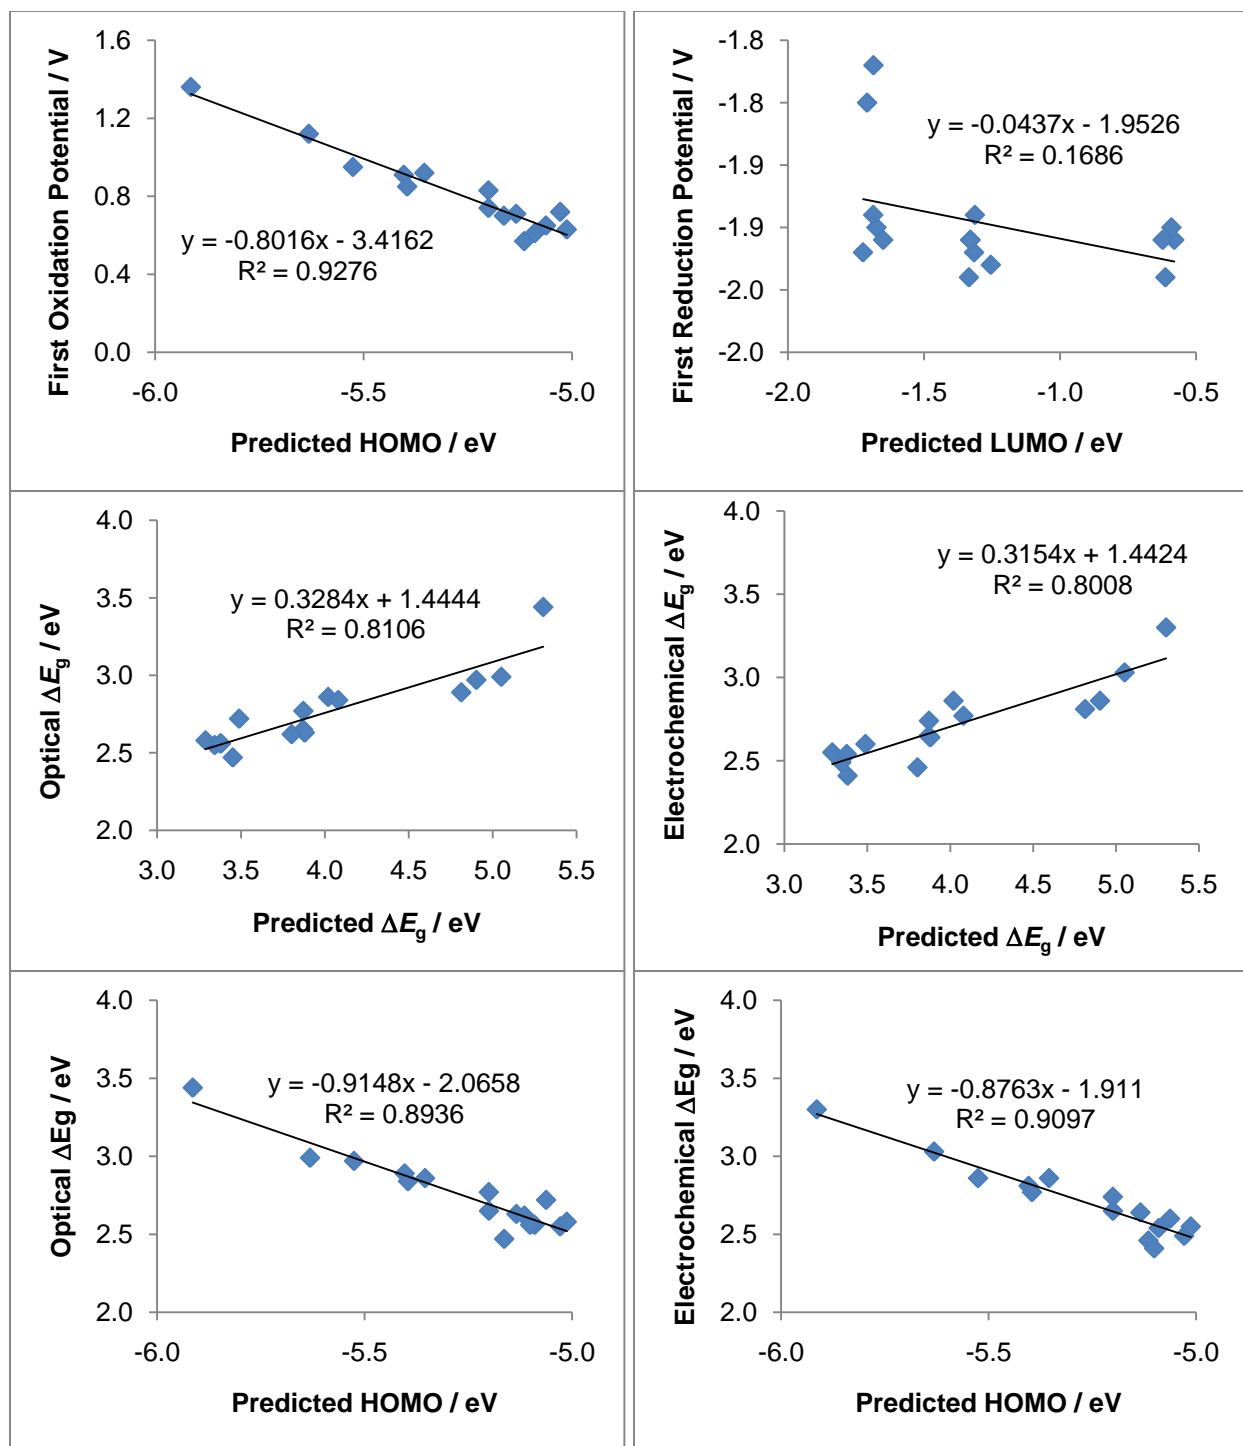 First Oxidation Potential / V
1.6
1.2
0.8
0.4
0.0
y = -0.8016x - 3.4162
R² = 0.9276
-6.0 -5.5 -5.0
Predicted HOMO / eV
First Reduction Potential / V
-1.8
-1.8
-1.9
-1.9
-2.0
-2.0
y = -0.0437x - 1.9526
R² = 0.1686
-2.0 -1.5 -1.0 -0.5
Predicted LUMO / eV
Optical ΔEg / eV
4.0
3.5
3.0
2.5
2.0
y = 0.3284x + 1.4444
R² = 0.8106
3.0 3.5 4.0 4.5 5.0 5.5
Predicted ΔEg / eV
Electrochemical ΔEg / eV
4.0
3.5
3.0
2.5
2.0
y = 0.3154x + 1.4424
R² = 0.8008
3.0 3.5 4.0 4.5 5.0 5.5
Predicted ΔEg / eV
Optical ΔEg / eV
4.0
3.5
3.0
2.5
2.0
y = -0.9148x - 2.0658
R² = 0.8936
-6.0 -5.5 -5.0
Predicted HOMO / eV
Electrochemical ΔEg / eV
4.0
3.5
3.0
2.5
2.0
y = -0.8763x - 1.911
R² = 0.9097
-6.0 -5.5 -5.0
Predicted HOMO / eV